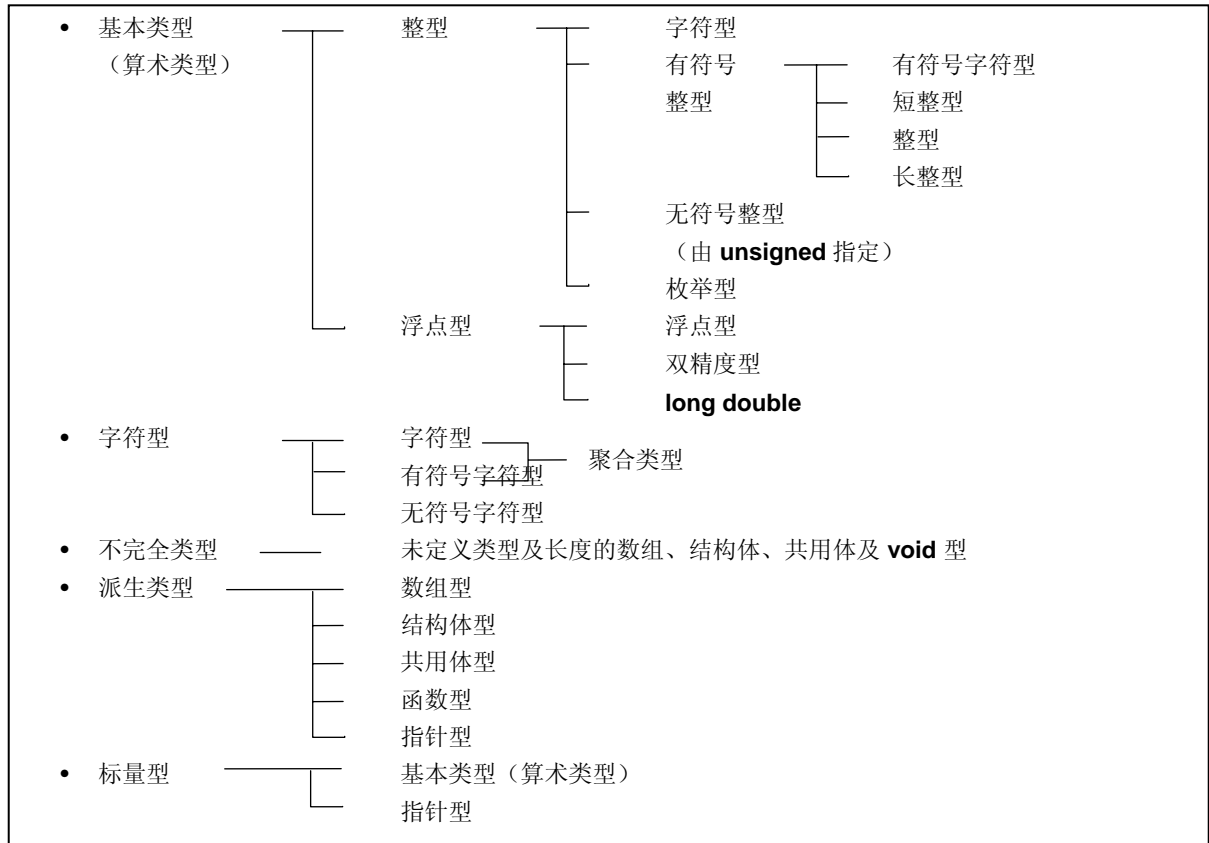 • 基本类型 整型 字符型
（算术类型） 有符号 有符号字符型
整型 短整型
整型
长整型
无符号整型
（由 unsigned 指定）
枚举型
浮点型 浮点型
双精度型
long double
• 字符型 字符型
聚合类型
有符号字符型
无符号字符型
• 不完全类型 未定义类型及长度的数组、结构体、共用体及 void 型
• 派生类型 数组型
结构体型
共用体型
函数型
指针型
• 标量型 基本类型（算术类型）
指针型